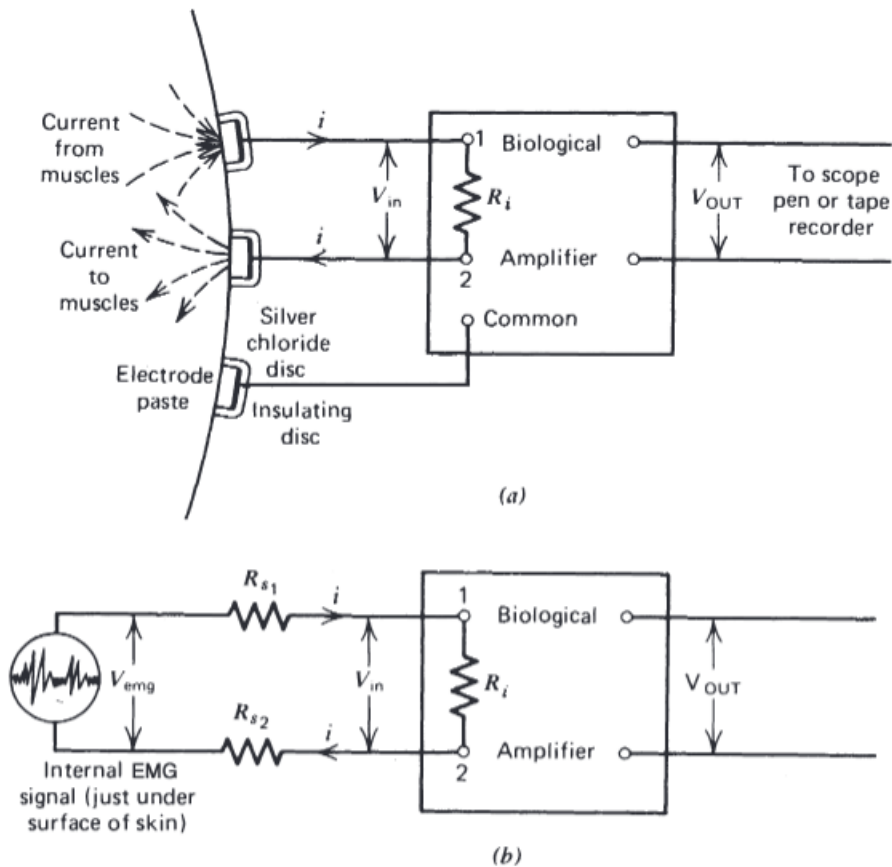 Current
from
muscles
i
1
Biological
V_in
R_i
V_OUT
To scope
pen or tape
recorder
Current
to
muscles
i
2
Amplifier
Common
Silver
chloride
disc
Electrode
paste
Insulating
disc
(a)
R_s1
i
1
Biological
V_emg
V_in
R_i
V_OUT
R_s2
i
2
Amplifier
Internal EMG
signal (just under
surface of skin)
(b)